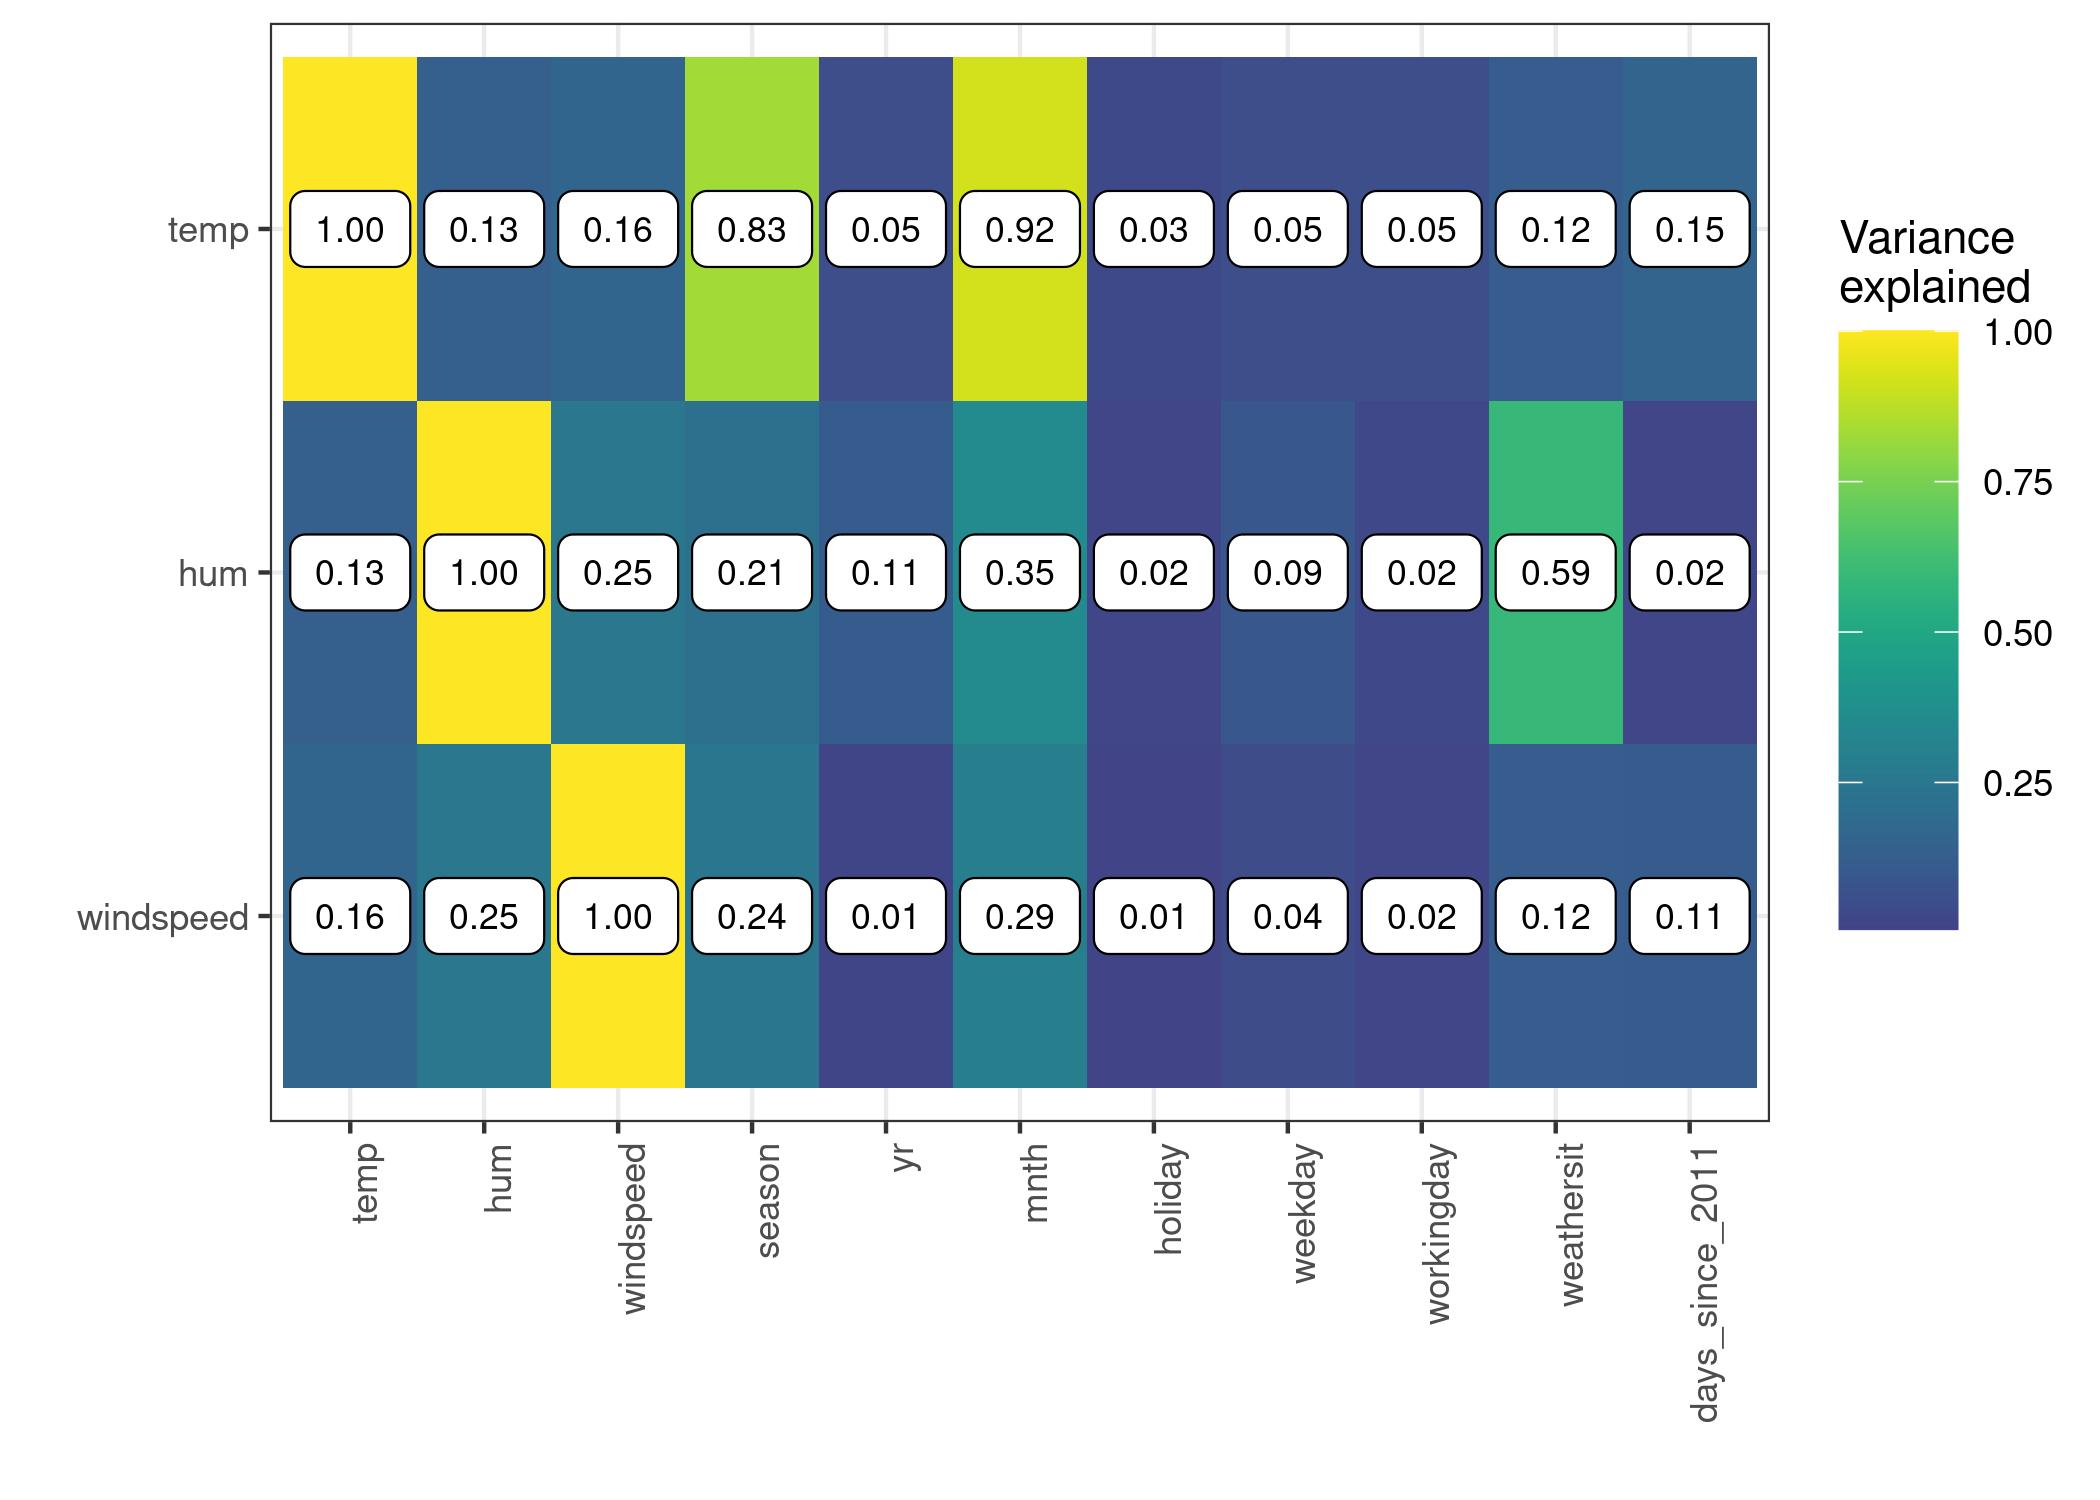 temp 1.00 0.13 0.16 0.83 0.05 0.92 0.03 0.05 0.05 0.12 0.15
hum 0.13 1.00 0.25 0.21 0.11 0.35 0.02 0.09 0.02 0.59 0.02
windspeed 0.16 0.25 1.00 0.24 0.01 0.29 0.01 0.04 0.02 0.12 0.11
temp
hum
windspeed
season
yr
mnth
holiday
weekday
workingday
weathersit
days_since_2011
Variance
explained
1.00
0.75
0.50
0.25